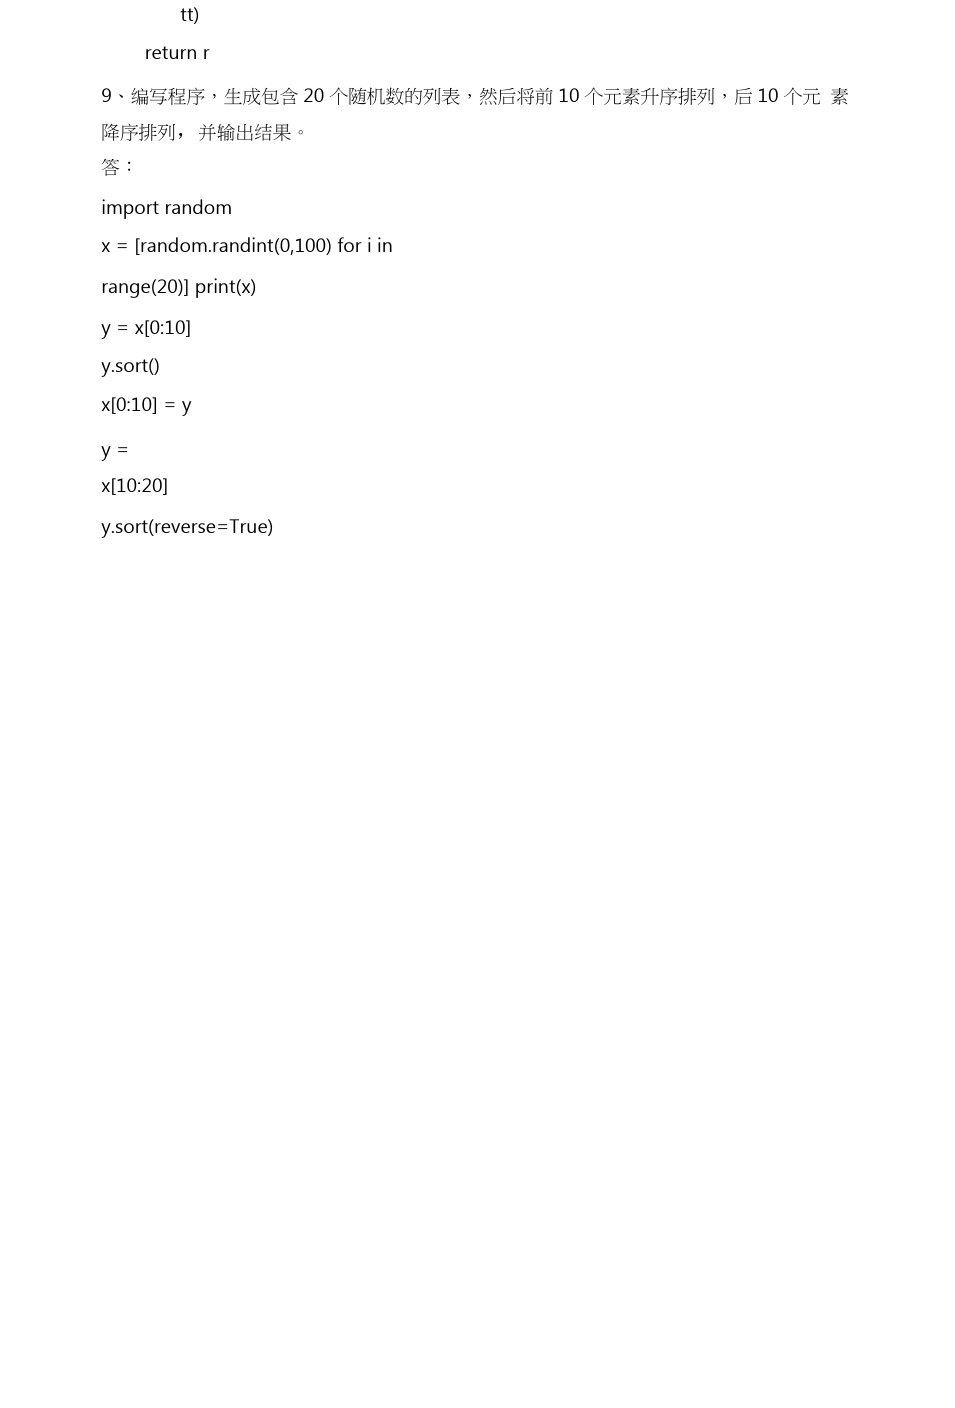 tt)
return r
9、编写程序，生成包含 20 个随机数的列表，然后将前 10 个元素升序排列，后 10 个元 素
降序排列， 并输出结果。
答：
import random
x = [random.randint(0,100) for i in
range(20)] print(x)
y = x[0:10]
y.sort()
x[0:10] = y
y =
x[10:20]
y.sort(reverse=True)